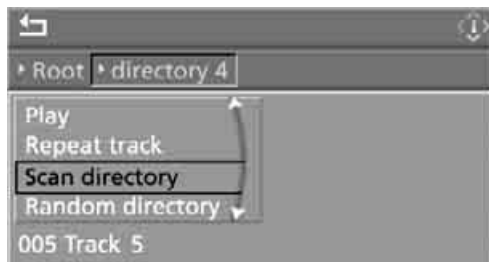 Root directory 4
Play
Repeat track
Scan directory
Random directory
005 Track 5